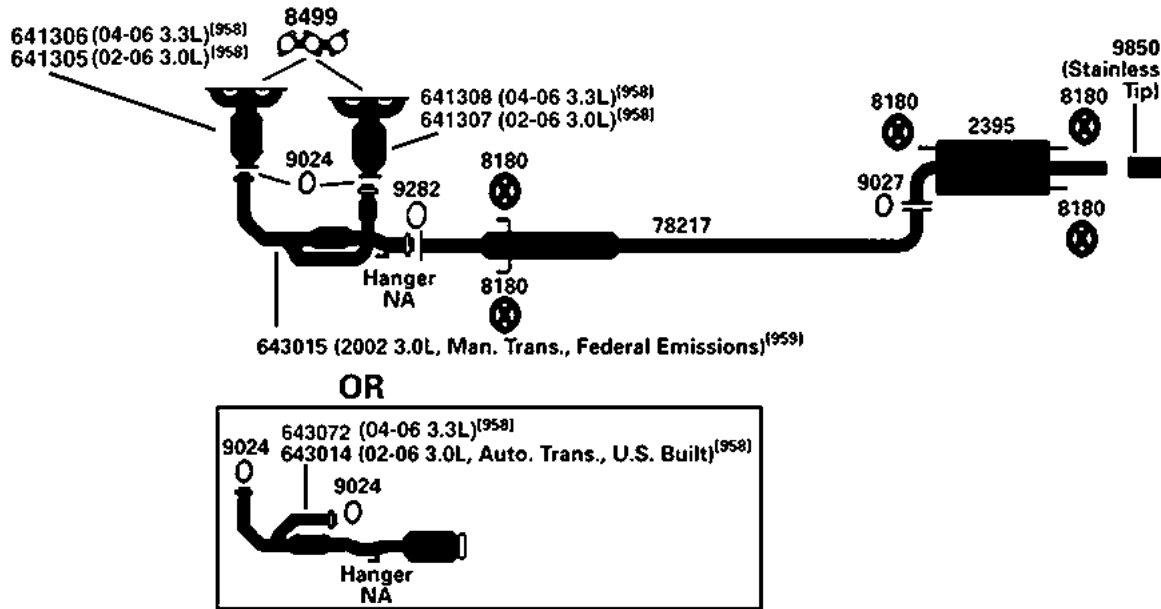 8499
641306 (04-06 3.3L)[958]
641305 (02-06 3.0L)[958]
641308 (04-06 3.3L)[958]
641307 (02-06 3.0L)[958]
9850
(Stainless
Tip)
8180
8180
2395
9024
9282
8180
9027
8180
78217
Hanger
NA
8180
643015 (2002 3.0L, Man. Trans., Federal Emissions)[959]
OR
643072 (04-06 3.3L)[958]
643014 (02-06 3.0L, Auto. Trans., U.S. Built)[958]
9024
9024
Hanger
NA